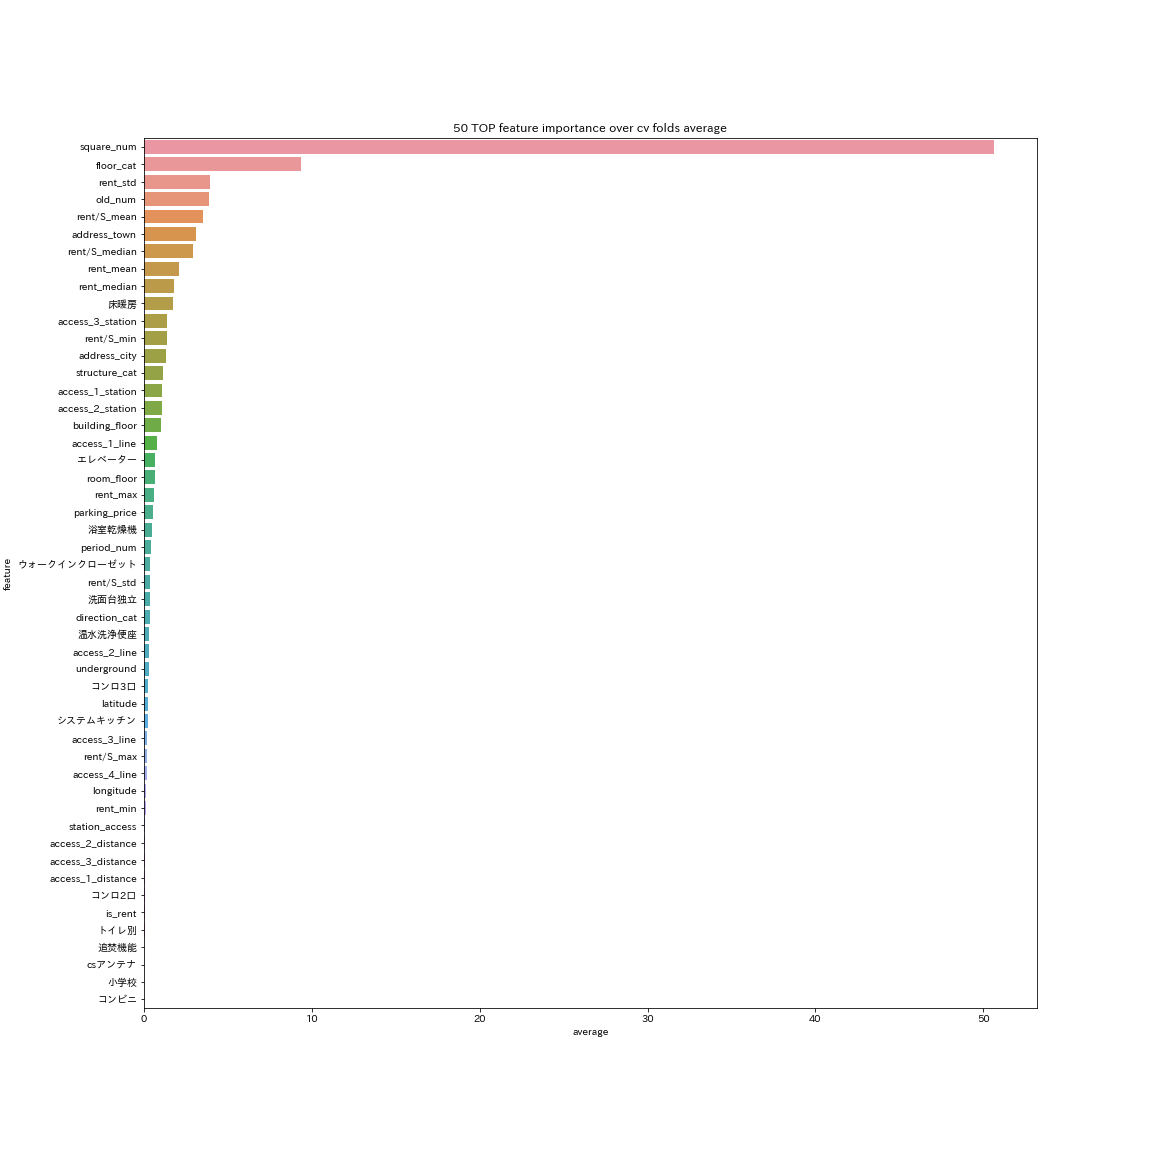 50 TOP feature importance over cv folds average
square_num
floor_cat
rent_std
old_num
rent/S_mean
address_town
rent/S_median
rent_mean
rent_median
床暖房
access_3_station
rent/S_min
address_city
structure_cat
access_1_station
access_2_station
building_floor
access_1_line
エレベーター
room_floor
rent_max
parking_price
浴室乾燥機
period_num
ウォークインクローゼット
rent/S_std
洗面台独立
direction_cat
温水洗浄便座
access_2_line
underground
コンロ3口
latitude
システムキッチン
access_3_line
rent/S_max
access_4_line
longitude
rent_min
station_access
access_2_distance
access_3_distance
access_1_distance
コンロ2口
is_rent
トイレ別
追焚機能
csアンテナ
小学校
コンビニ
feature
0 10 20 30 40 50
average